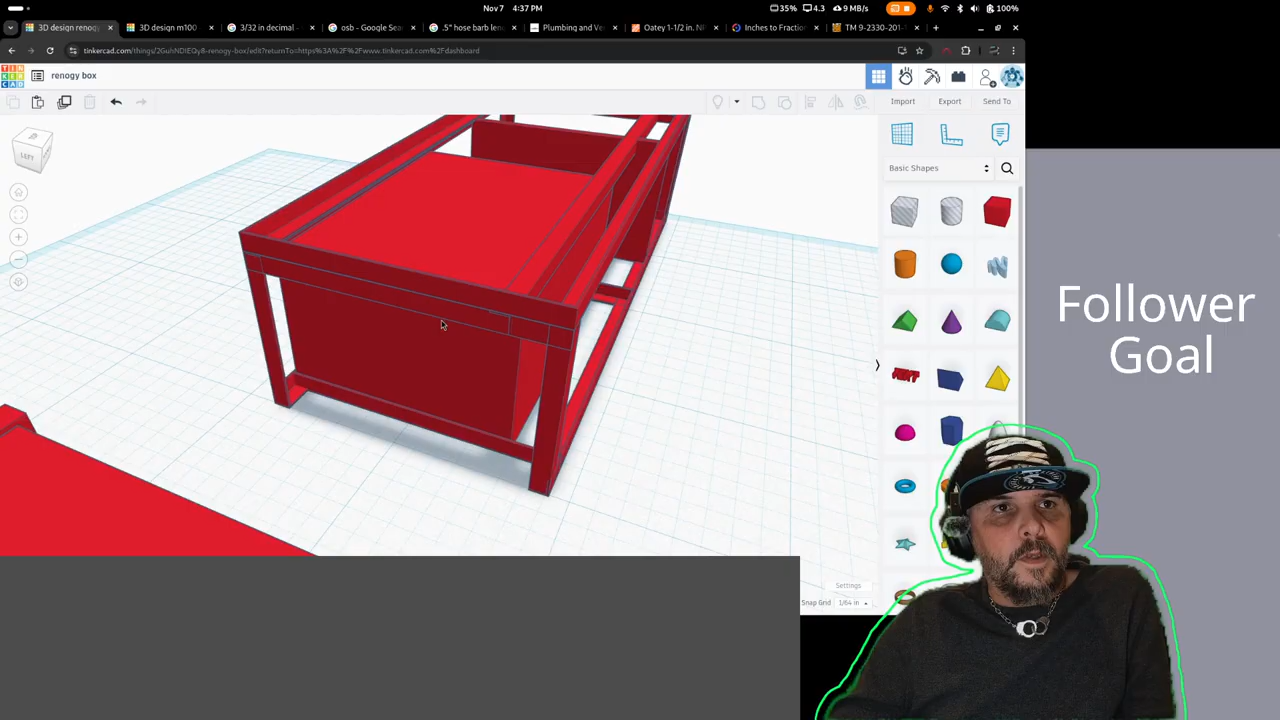 Nov 7 4:37 PM
35% 4.3 9 MB/s 100%
3D design renog
3D design m100
3/32 in decimal -
osb - Google Sea
.5" hose barb len
Plumbing and Ve
Oatey 1-1/2 in. NF
Inches to Fractio
TM 9-2330-201-1
renogy box
Import Export Send To
LEFT
Basic Shapes
Settings
Snap Grid 1/64 in
Follower
Goal